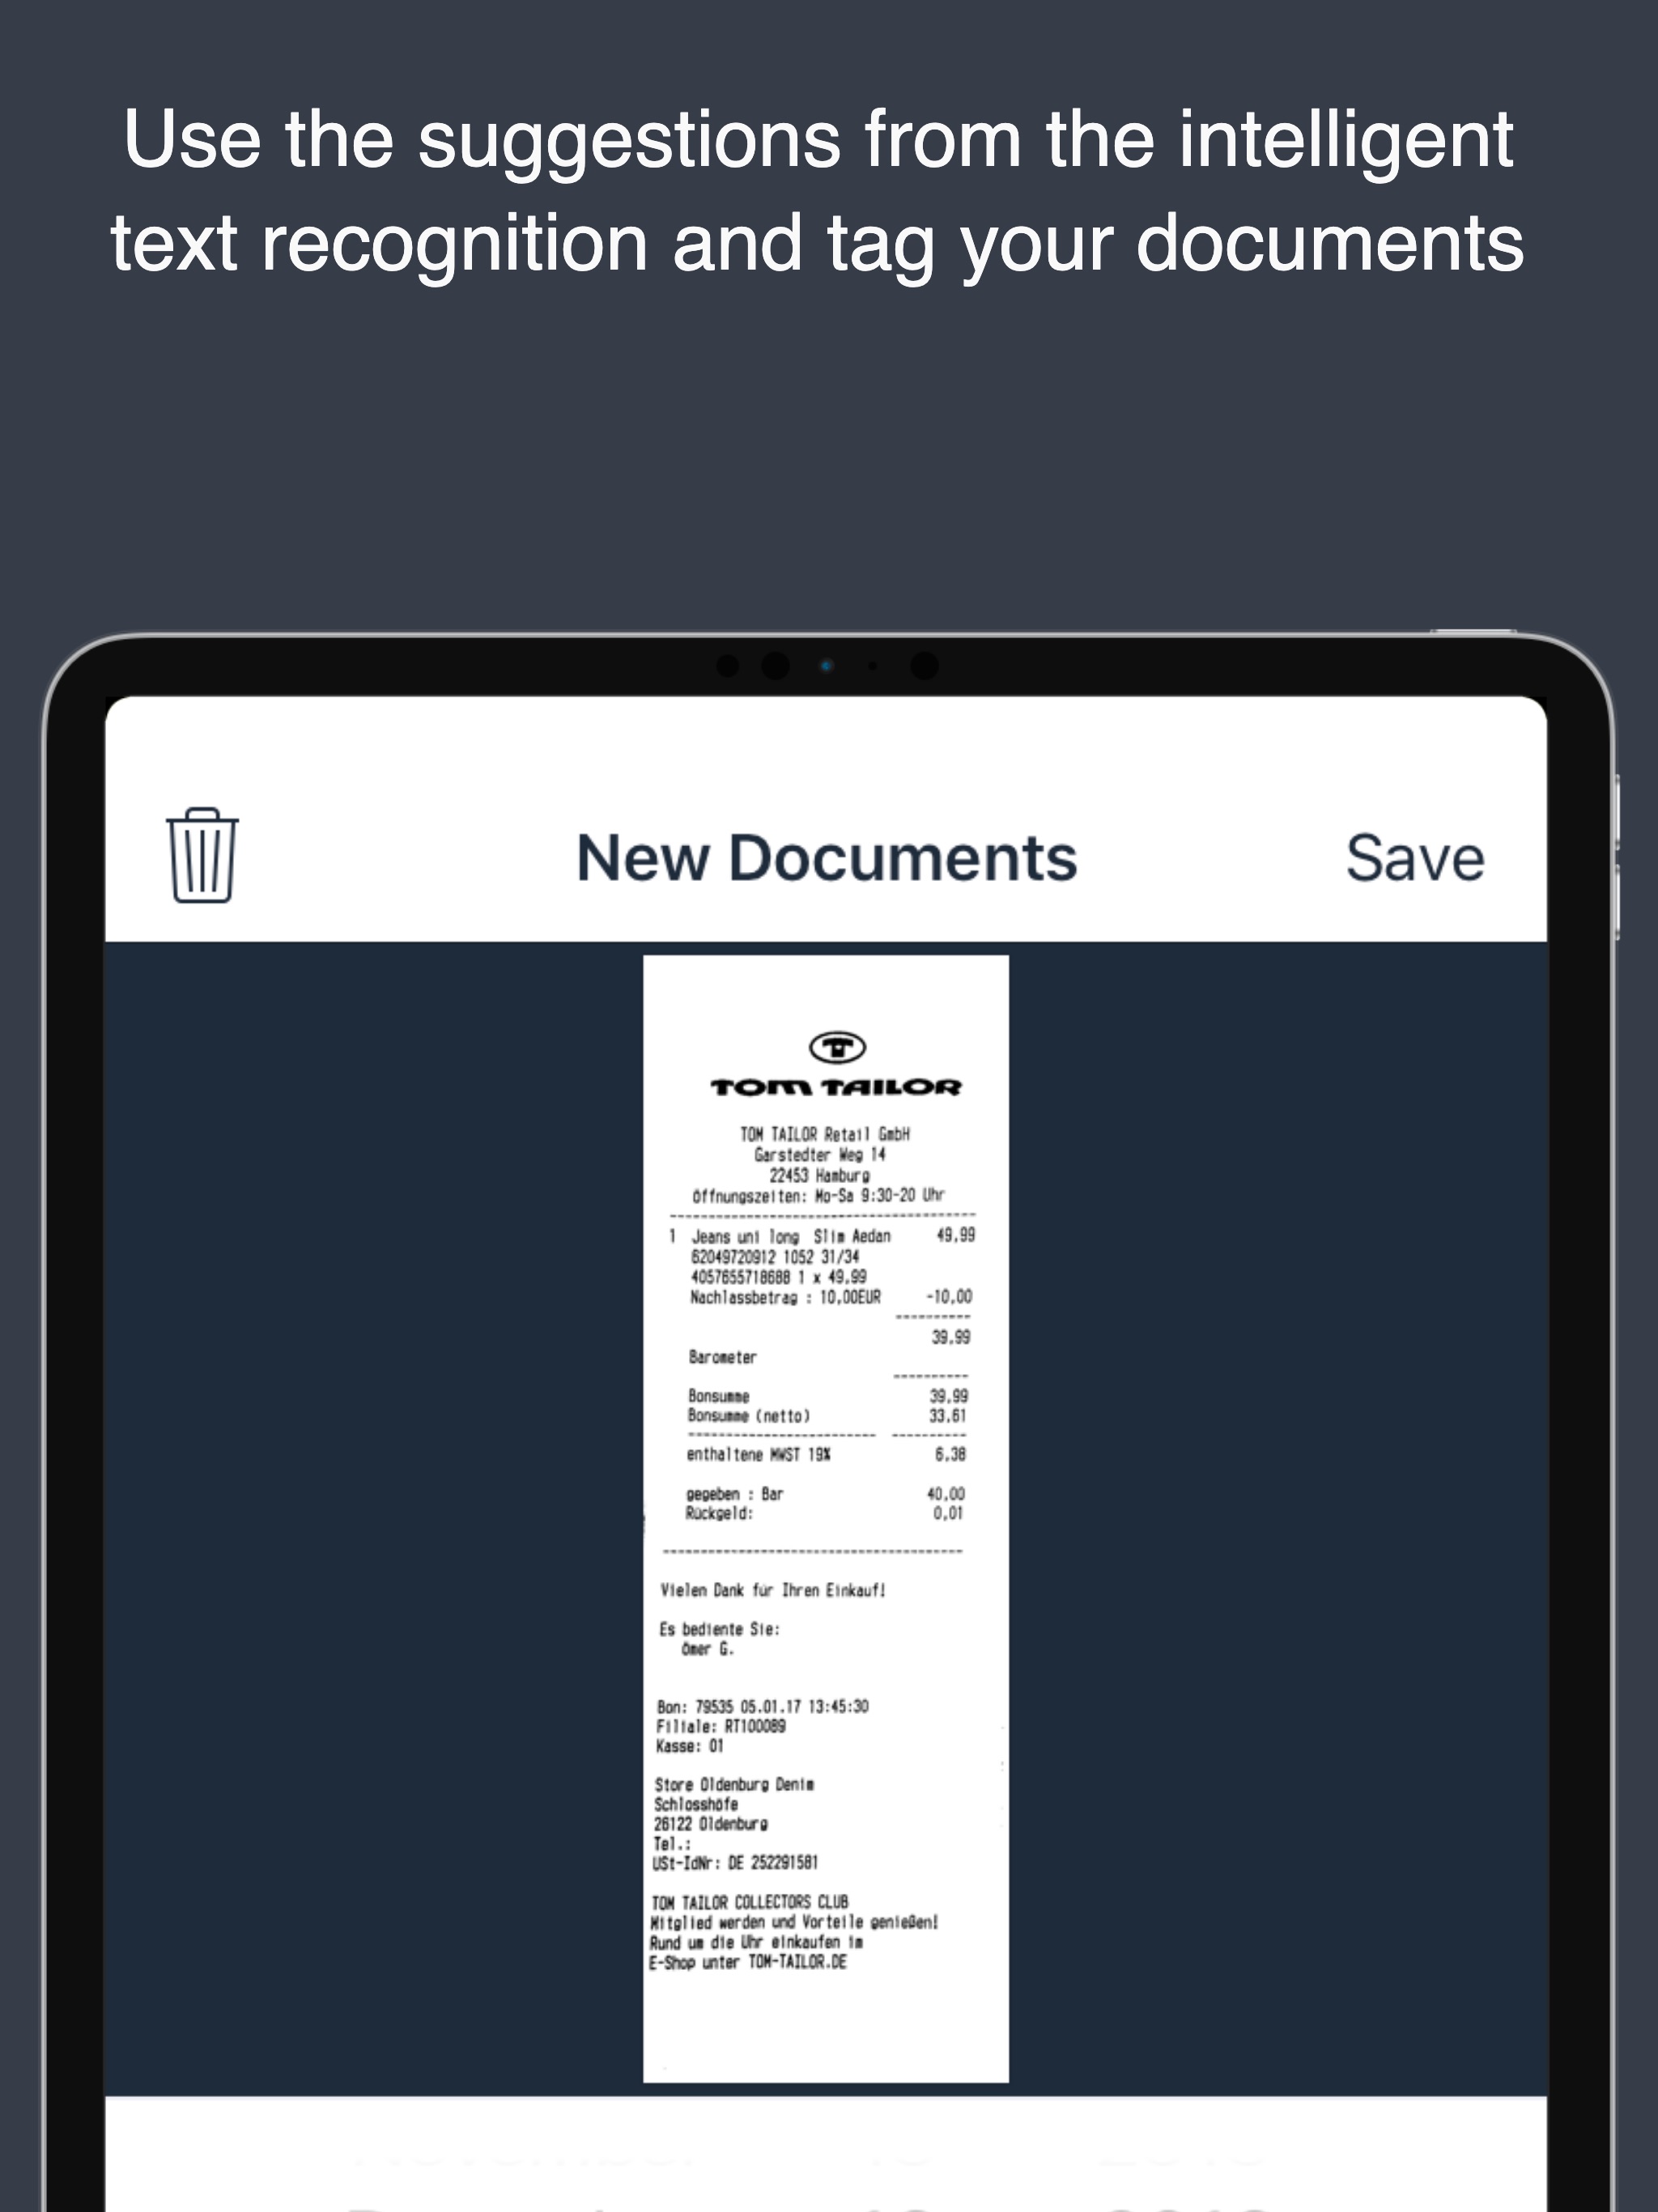 Use the suggestions from the intelligent
text recognition and tag your documents
New Documents
Save
TOM TAILOR
TOM TAILOR Retail GmbH
Garstedter Weg 14
22453 Hamburg
Öffnungszeiten: Mo-Sa 9:30-20 Uhr
1 Jeans uni long Slim Aedan 49,99
62049720912 1052 31/34
4057655718688 1 x 49,99
Nachlassbetrag : 10,00EUR -10,00
39,99
Barometer
Bonsumme 39,99
Bonsumme (netto) 33,61
enthaltene MWST 19% 6,38
gegeben : Bar 40,00
Rückgeld: 0,01
Vielen Dank für Ihren Einkauf!
Es bediente Sie:
Ömer G.
Bon: 79535 05.01.17 13:45:30
Filiale: RT100089
Kasse: 01
Store Oldenburg Denim
Schlosshöfe
26122 Oldenburg
Tel.:
USt-IdNr: DE 252291581
TOM TAILOR COLLECTORS CLUB
Mitglied werden und Vorteile genießen!
Rund um die Uhr einkaufen im
E-Shop unter TOM-TAILOR.DE